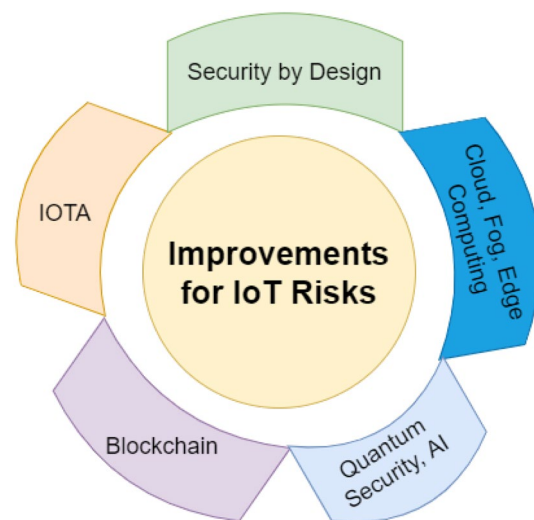 Security by Design
Cloud, Fog, Edge
Computing
Quantum
Security, AI
Blockchain
IOTA
Improvements
for IoT Risks